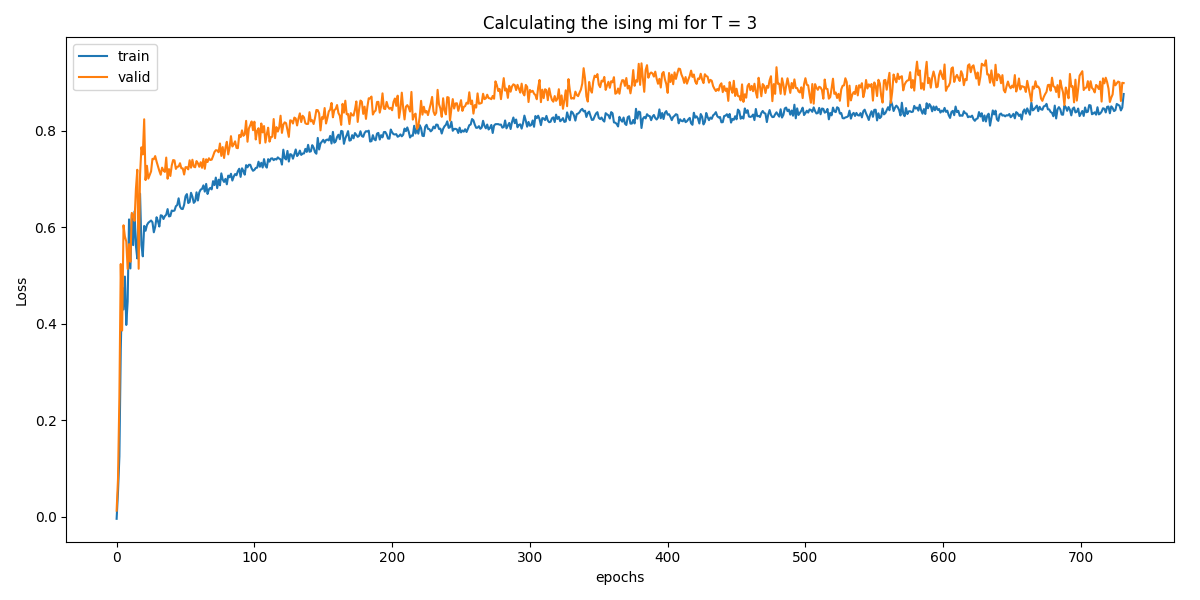 Calculating the ising mi for T = 3
train
valid
Loss
0.8
0.6
0.4
0.2
0.0
0 100 200 300 400 500 600 700
epochs